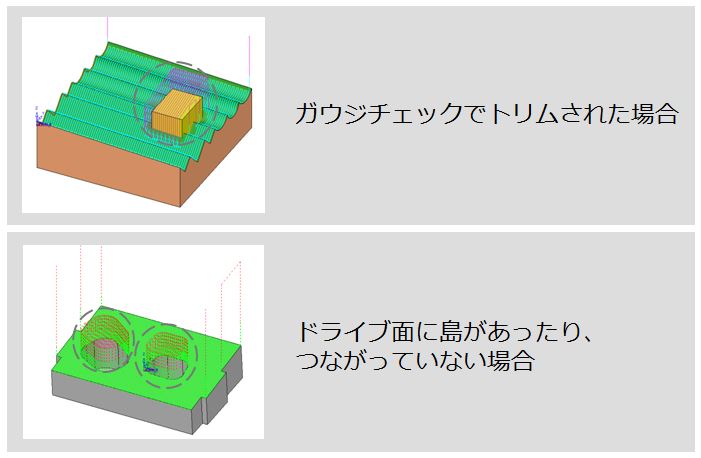 ガウジチェックでトリムされた場合
ドライブ面に島があったり、
つながっていない場合